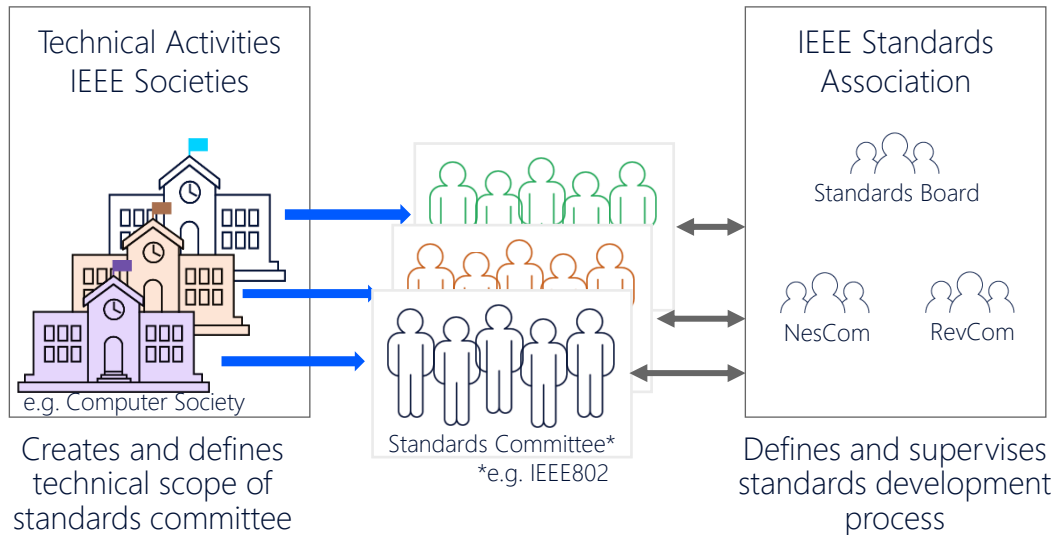 Technical Activities
IEEE Societies
e.g. Computer Society
Creates and defines
technical scope of
standards committee
Standards Committee*
*e.g. IEEE802
IEEE Standards
Association
Standards Board
NesCom
RevCom
Defines and supervises
standards development
process